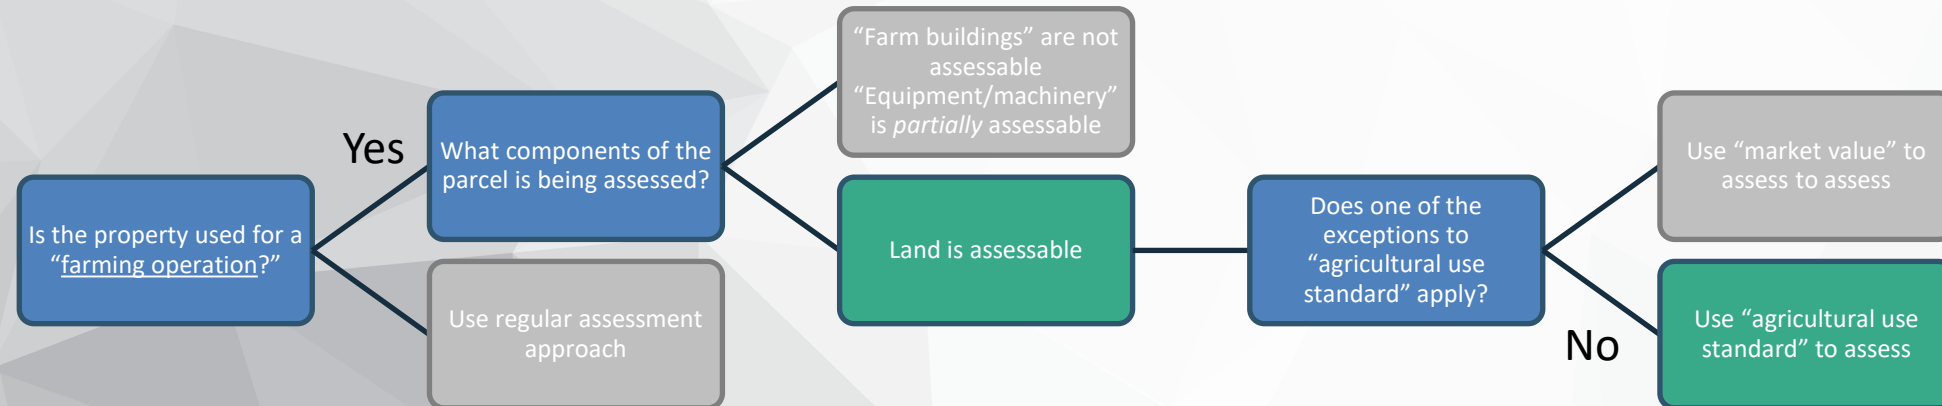 Is the property used for a
“farming operation?”
Yes
What components of the
parcel is being assessed?
Use regular assessment
approach
“Farm buildings” are not
assessable
“Equipment/machinery”
is partially assessable
Land is assessable
Does one of the
exceptions to
“agricultural use
standard” apply?
Use “market value” to
assess to assess
No
Use “agricultural use
standard” to assess